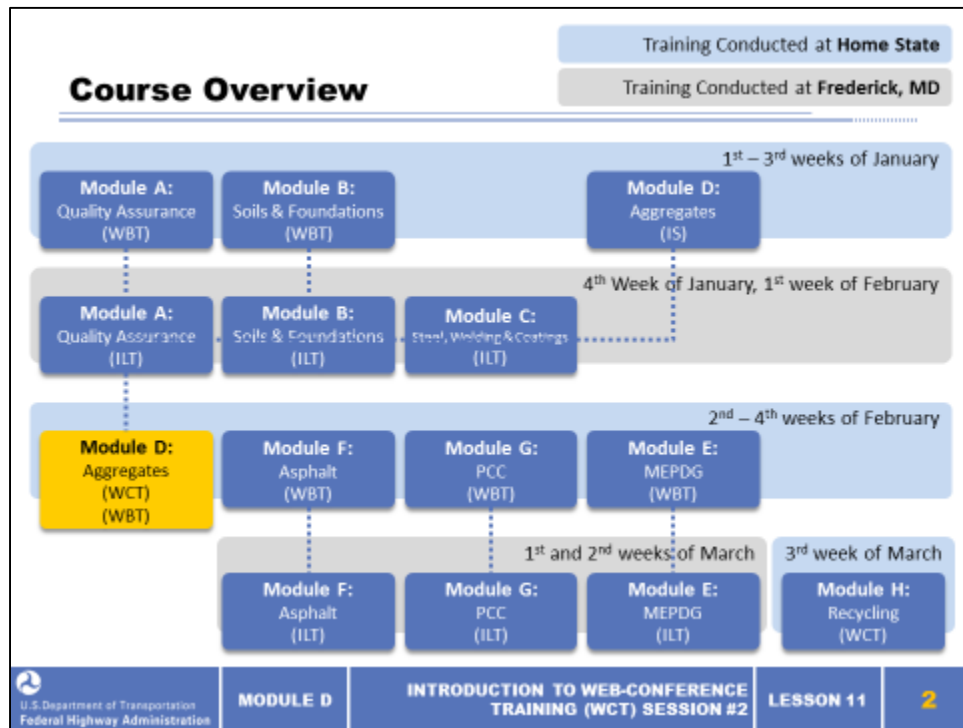 Training Conducted at Home State
Course Overview
Training Conducted at Frederick, MD
1st – 3rd weeks of January
Module A:
Quality Assurance
(WBT)
Module B:
Soils & Foundations
(WBT)
Module D:
Aggregates
(IS)
4th Week of January, 1st week of February
Module A:
Quality Assurance
(ILT)
Module B:
Soils & Foundations
(ILT)
Module C:
Steel, Welding & Coatings
(ILT)
2nd – 4th weeks of February
Module D:
Aggregates
(WCT)
(WBT)
Module F:
Asphalt
(WBT)
Module G:
PCC
(WBT)
Module E:
MEPDG
(WBT)
1st and 2nd weeks of March
3rd week of March
Module F:
Asphalt
(ILT)
Module G:
PCC
(ILT)
Module E:
MEPDG
(ILT)
Module H:
Recycling
(WCT)
U.S.Department of Transportation
Federal Highway Administration
MODULE D
INTRODUCTION TO WEB-CONFERENCE
TRAINING (WCT) SESSION #2
LESSON 11
2